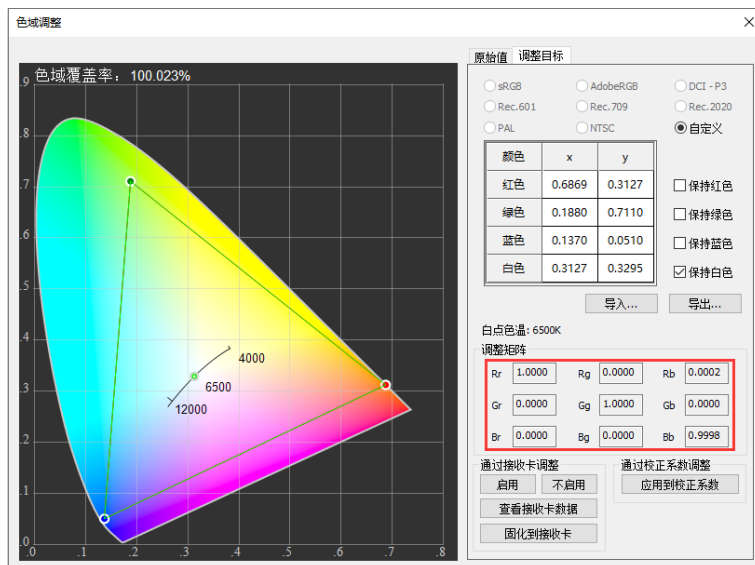 色域调整
色域覆盖率：100.023%
.9
.8
.7
.6
.5
.4
.3
.2
.1
.0
.0 .1 .2 .3 .4 .5 .6 .7 .8
4000
6500
12000
原始值 调整目标
sRGB AdobeRGB DCI - P3
Rec.601 Rec.709 Rec.2020
PAL NTSC 自定义
颜色 x y
红色 0.6869 0.3127 保持红色
绿色 0.1880 0.7110 保持绿色
蓝色 0.1370 0.0510 保持蓝色
白色 0.3127 0.3295 保持白色
导入... 导出...
白点色温: 6500K
调整矩阵
Rr 1.0000 Rg 0.0000 Rb 0.0002
Gr 0.0000 Gg 1.0000 Gb 0.0000
Br 0.0000 Bg 0.0000 Bb 0.9998
通过接收卡调整 通过校正系数调整
启用 不启用 应用到校正系数
查看接收卡数据
固化到接收卡